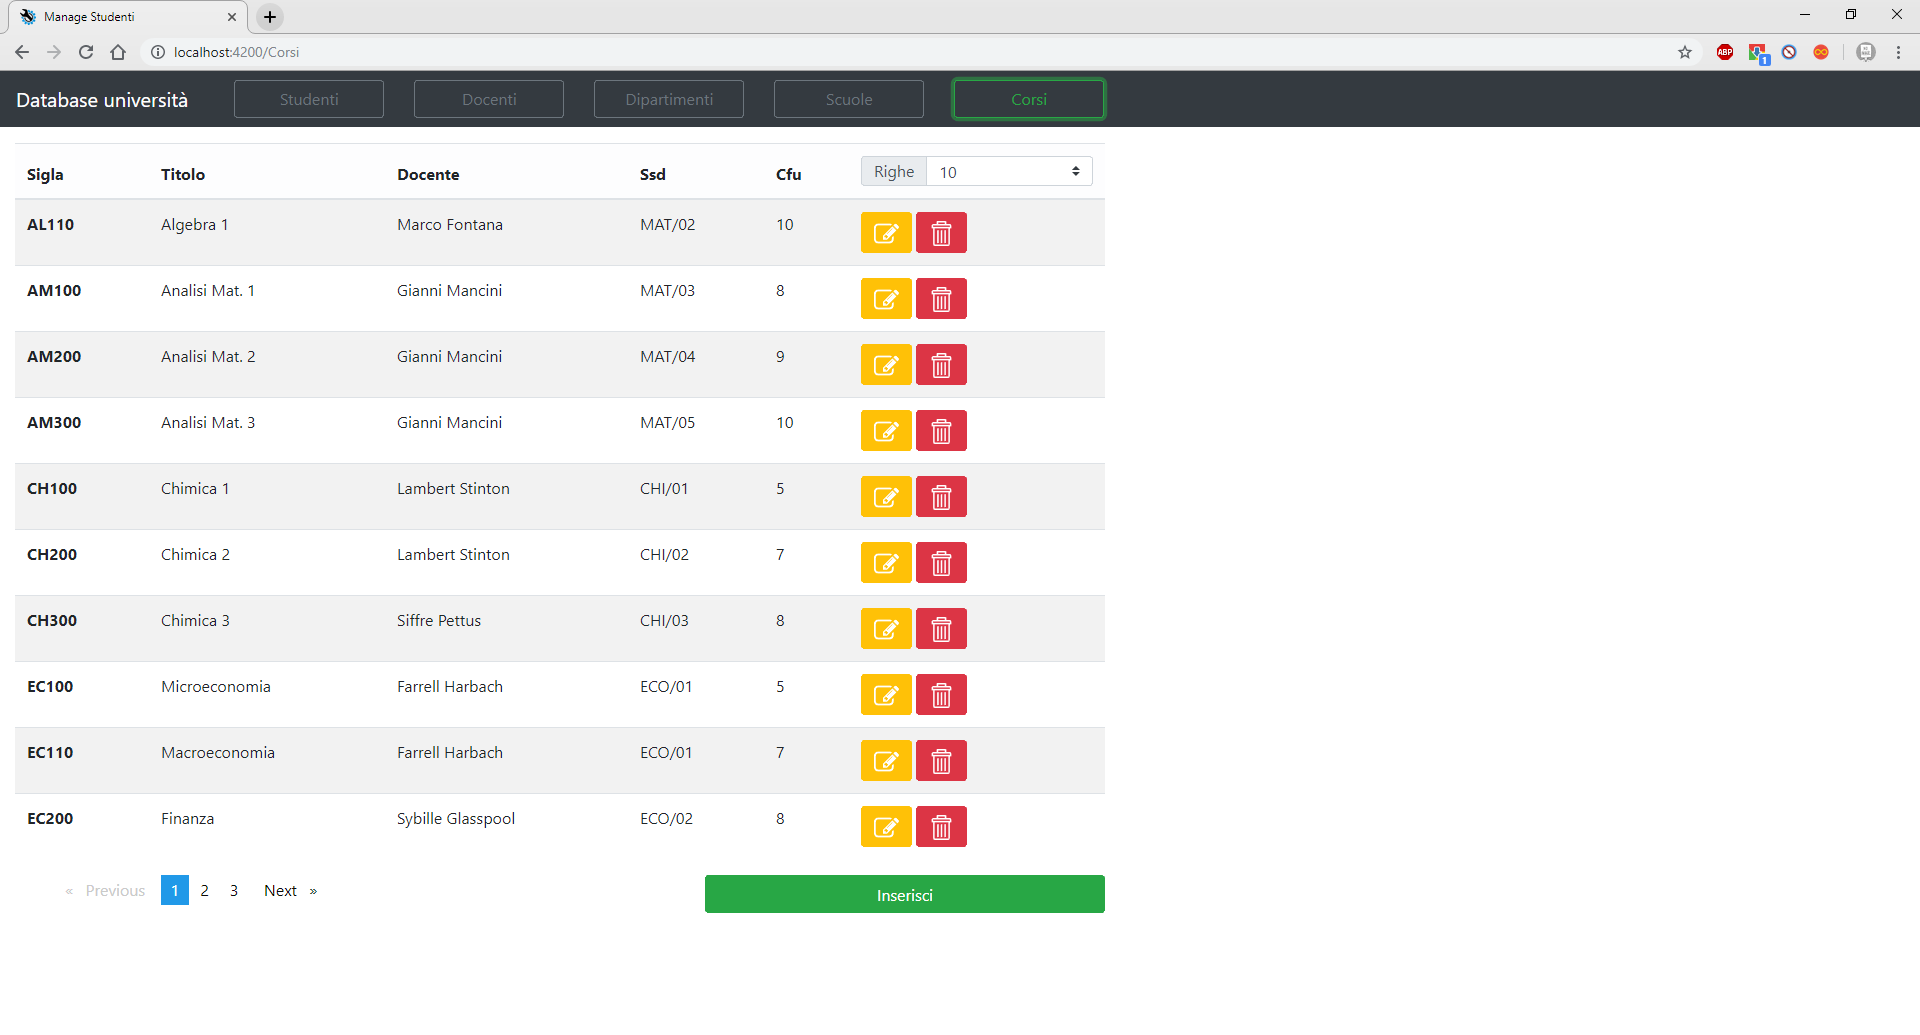 Manage Studenti
localhost:4200/Corsi
ABP
1
Database università Studenti Docenti Dipartimenti Scuole Corsi
Sigla Titolo Docente Ssd Cfu Righe 10
AL110 Algebra 1 Marco Fontana MAT/02 10
AM100 Analisi Mat. 1 Gianni Mancini MAT/03 8
AM200 Analisi Mat. 2 Gianni Mancini MAT/04 9
AM300 Analisi Mat. 3 Gianni Mancini MAT/05 10
CH100 Chimica 1 Lambert Stinton CHI/01 5
CH200 Chimica 2 Lambert Stinton CHI/02 7
CH300 Chimica 3 Siffre Pettus CHI/03 8
EC100 Microeconomia Farrell Harbach ECO/01 5
EC110 Macroeconomia Farrell Harbach ECO/01 7
EC200 Finanza Sybille Glasspool ECO/02 8
« Previous 1 2 3 Next » Inserisci